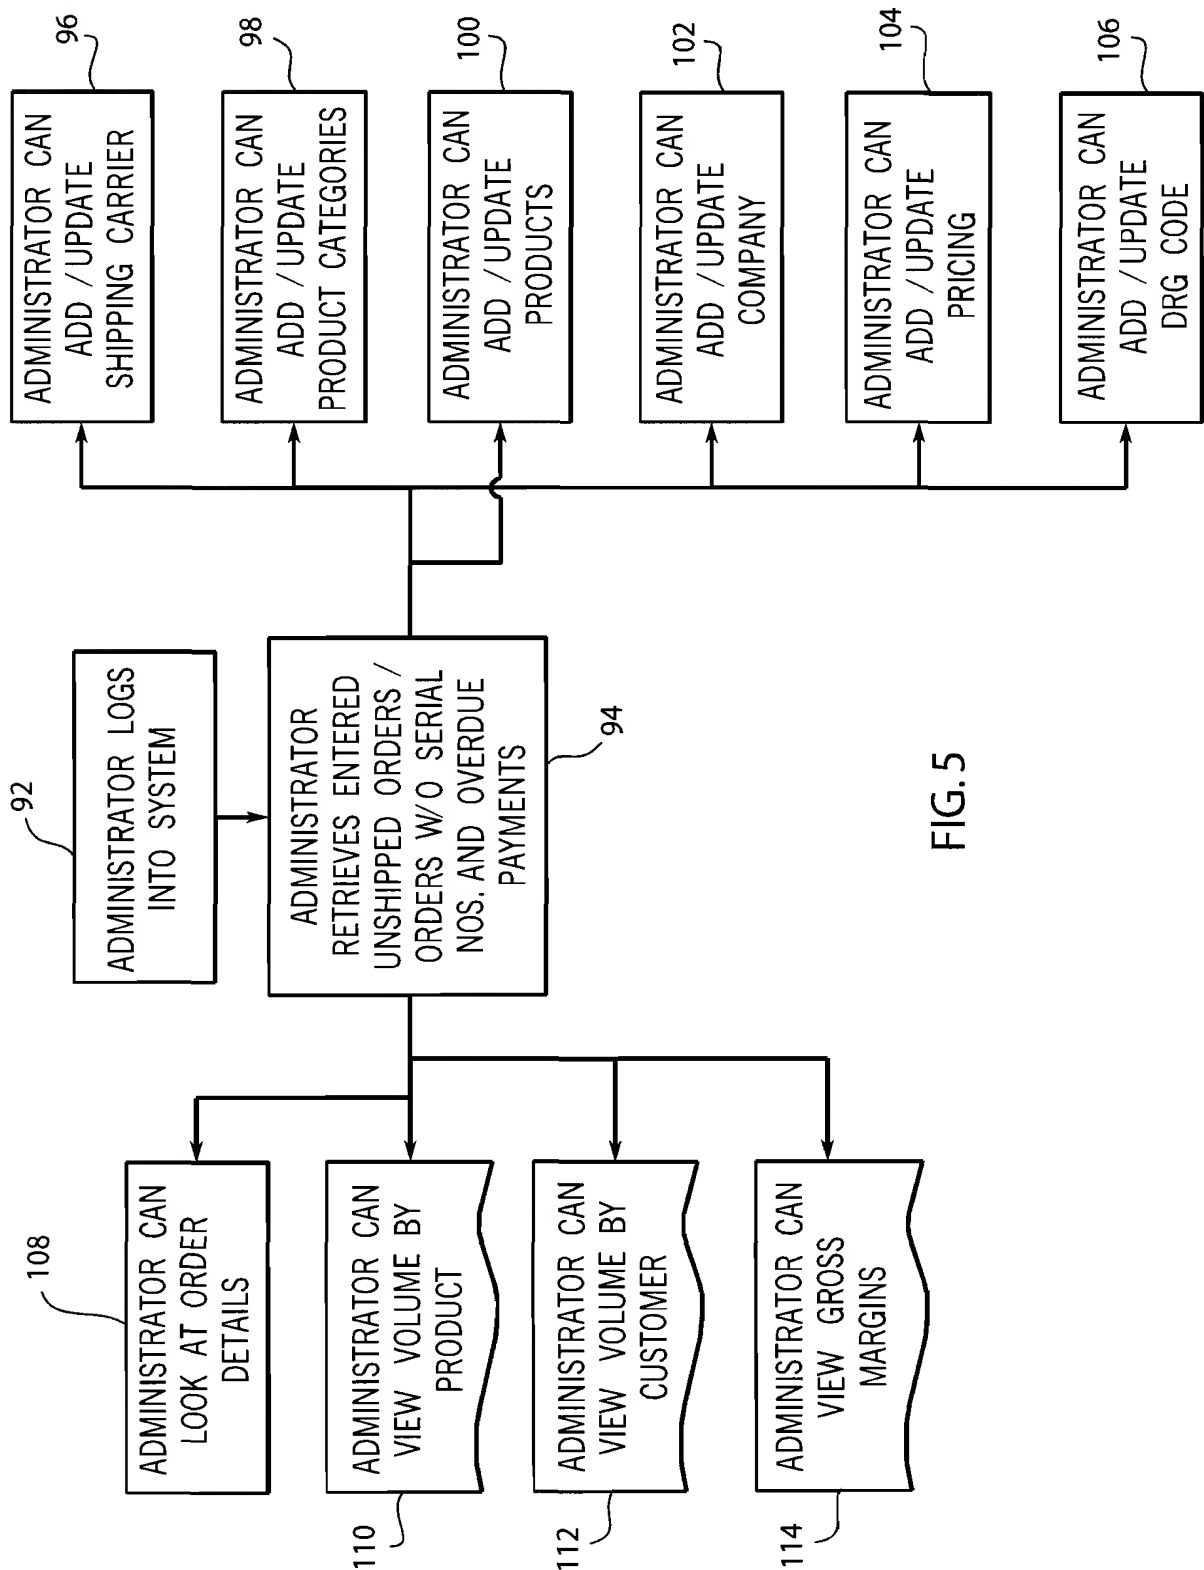 92
ADMINISTRATOR LOGS
INTO SYSTEM
ADMINISTRATOR
RETRIEVES ENTERED
UNSHIPPED ORDERS /
ORDERS W/O SERIAL
NOS. AND OVERDUE
PAYMENTS
94
108
ADMINISTRATOR CAN
LOOK AT ORDER
DETAILS
110
ADMINISTRATOR CAN
VIEW VOLUME BY
PRODUCT
112
ADMINISTRATOR CAN
VIEW VOLUME BY
CUSTOMER
114
ADMINISTRATOR CAN
VIEW GROSS
MARGINS
96
ADMINISTRATOR CAN
ADD / UPDATE
SHIPPING CARRIER
98
ADMINISTRATOR CAN
ADD / UPDATE
PRODUCT CATEGORIES
100
ADMINISTRATOR CAN
ADD / UPDATE
PRODUCTS
102
ADMINISTRATOR CAN
ADD / UPDATE
COMPANY
104
ADMINISTRATOR CAN
ADD / UPDATE
PRICING
106
ADMINISTRATOR CAN
ADD / UPDATE
DRG CODE
FIG. 5